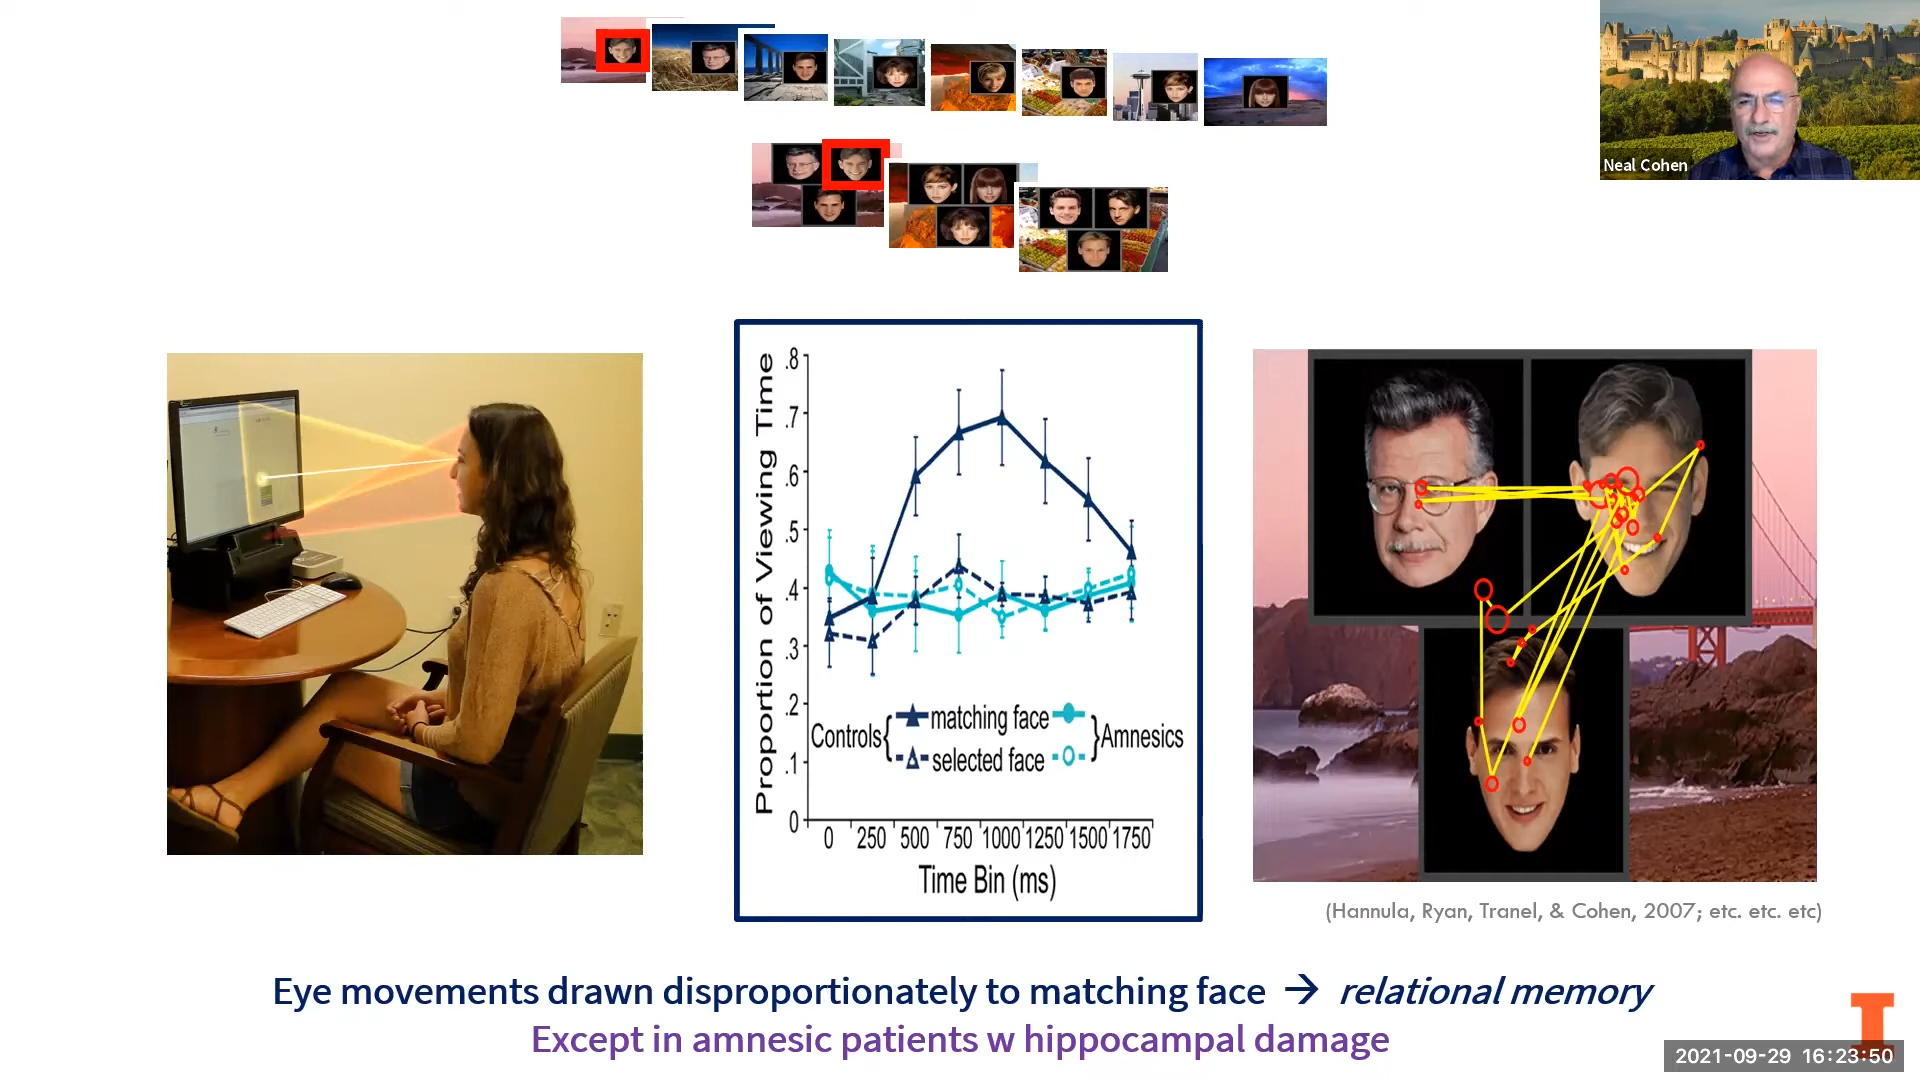 Neal Cohen
Proportion of Viewing Time
.8
.7
.6
.5
.4
.3
.2
.1
0
Controls { matching face } Amnesics
selected face
0 250 500 750 1000 1250 1500 1750
Time Bin (ms)
(Hannula, Ryan, Tranel, & Cohen, 2007; etc. etc. etc)
Eye movements drawn disproportionately to matching face → relational memory
Except in amnesic patients w hippocampal damage
I
2021-09-29 16:23:50